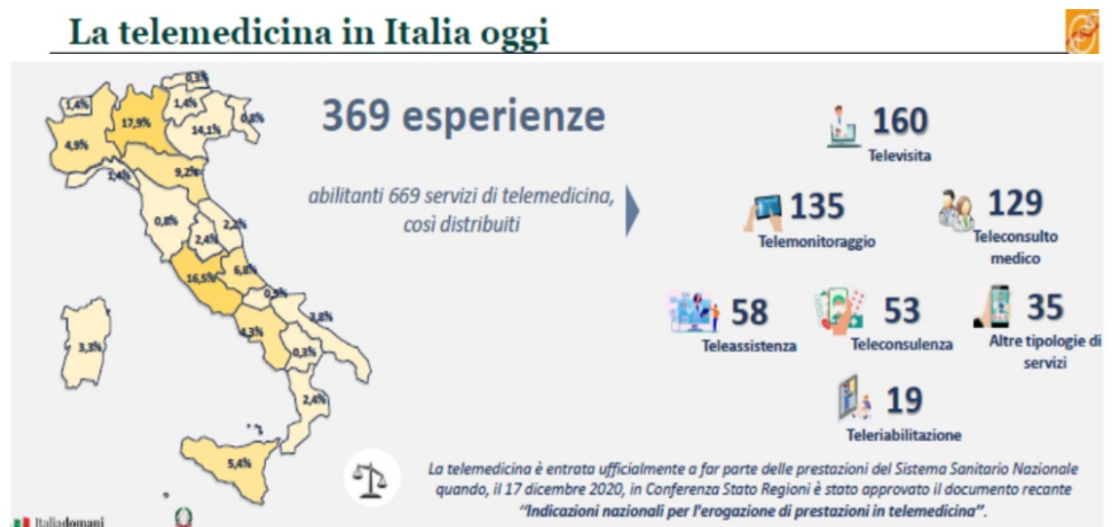 La telemedicina in Italia oggi
369 esperienze
abilitanti 669 servizi di telemedicina,
così distribuiti
160
Televisita
135
Telemonitoraggio
129
Teleconsulto
medico
58
Teleassistenza
53
Teleconsulenza
35
Altre tipologie di
servizi
19
Teleriabilitazione
0,3%
1,4%
1,4%
17,9%
0,8%
14,1%
4,9%
9,2%
1,4%
0,8%
2,2%
2,4%
16,5%
6,8%
4,3%
3,8%
0,3%
3,3%
2,4%
5,4%
La telemedicina è entrata ufficialmente a far parte delle prestazioni del Sistema Sanitario Nazionale
quando, il 17 dicembre 2020, in Conferenza Stato Regioni è stato approvato il documento recante
“Indicazioni nazionali per l'erogazione di prestazioni in telemedicina”.
Italiadomani